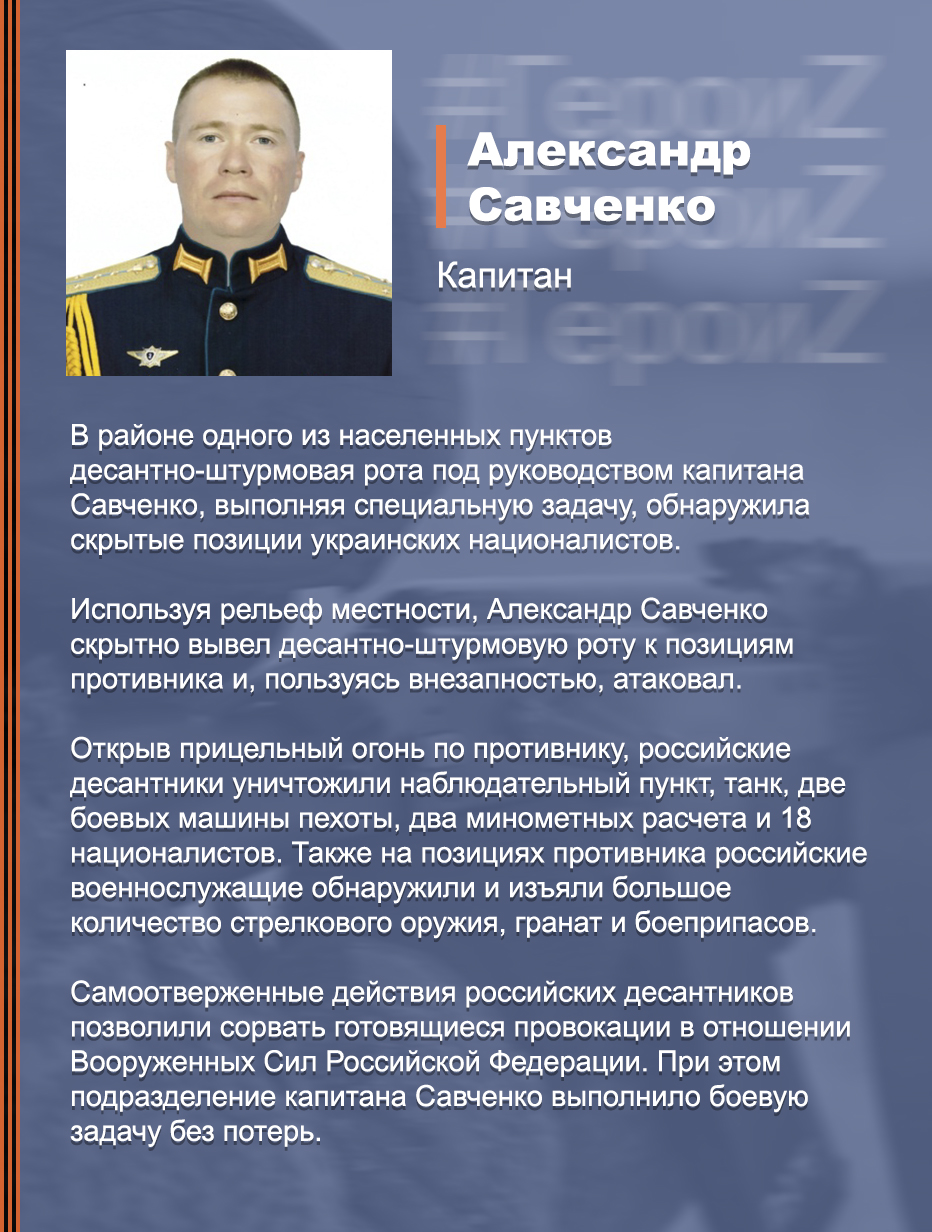 #ГероиZ
Александр
#ГероиZ
Савченко
Капитан
#ГероиZ
В районе одного из населенных пунктов
десантно-штурмовая рота под руководством капитана
Савченко, выполняя специальную задачу, обнаружила
скрытые позиции украинских националистов.
Используя рельеф местности, Александр Савченко
скрытно вывел десантно-штурмовую роту к позициям
противника и, пользуясь внезапностью, атаковал.
Открыв прицельный огонь по противнику, российские
десантники уничтожили наблюдательный пункт, танк, две
боевых машины пехоты, два минометных расчета и 18
националистов. Также на позициях противника российские
военнослужащие обнаружили и изъяли большое
количество стрелкового оружия, гранат и боеприпасов.
Самоотверженные действия российских десантников
позволили сорвать готовящиеся провокации в отношении
Вооруженных Сил Российской Федерации. При этом
подразделение капитана Савченко выполнило боевую
задачу без потерь.